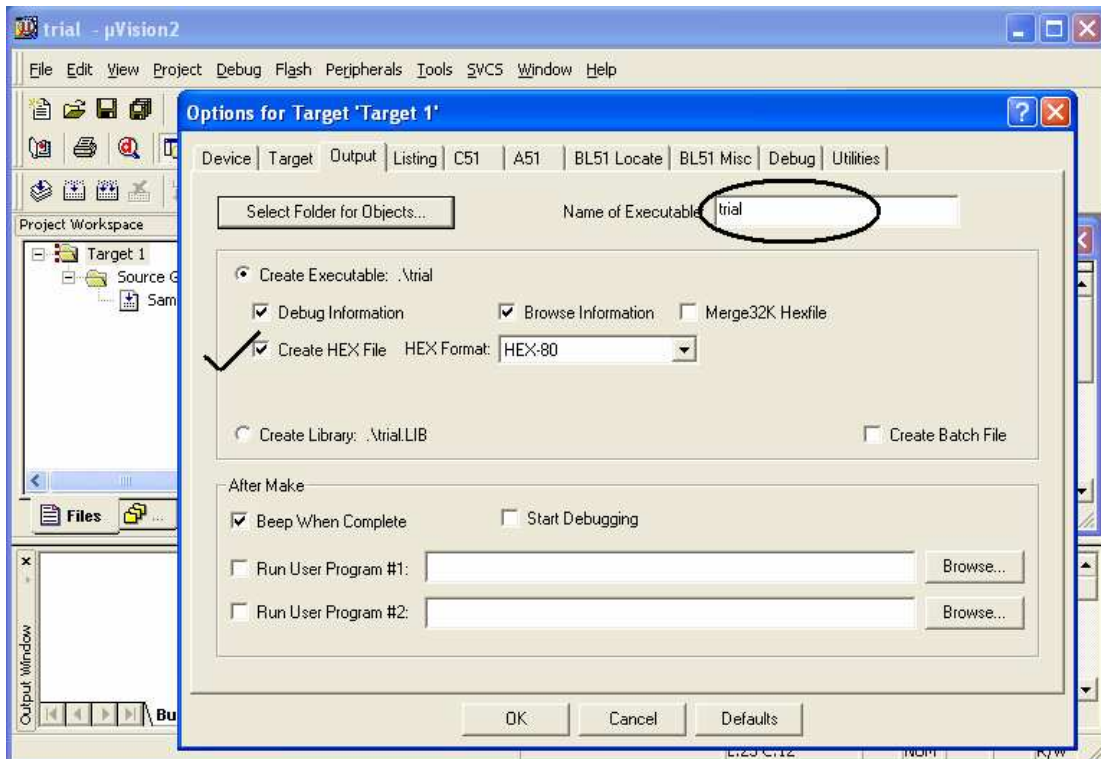 trial - µVision2
File Edit View Project Debug Flash Peripherals Tools SVCS Window Help
Options for Target 'Target 1'
Device Target Output Listing C51 A51 BL51 Locate BL51 Misc Debug Utilities
Select Folder for Objects...
Name of Executable
trial
Project Workspace
Target 1
Source G
Sam
Create Executable: .\trial
Debug Information
Browse Information
Merge32K Hexfile
Create HEX File
HEX Format:
HEX-80
Create Library: .\trial.LIB
Create Batch File
Files
...
After Make
Beep When Complete
Start Debugging
Run User Program #1:
Browse...
Run User Program #2:
Browse...
Output Window
Bu
OK
Cancel
Defaults